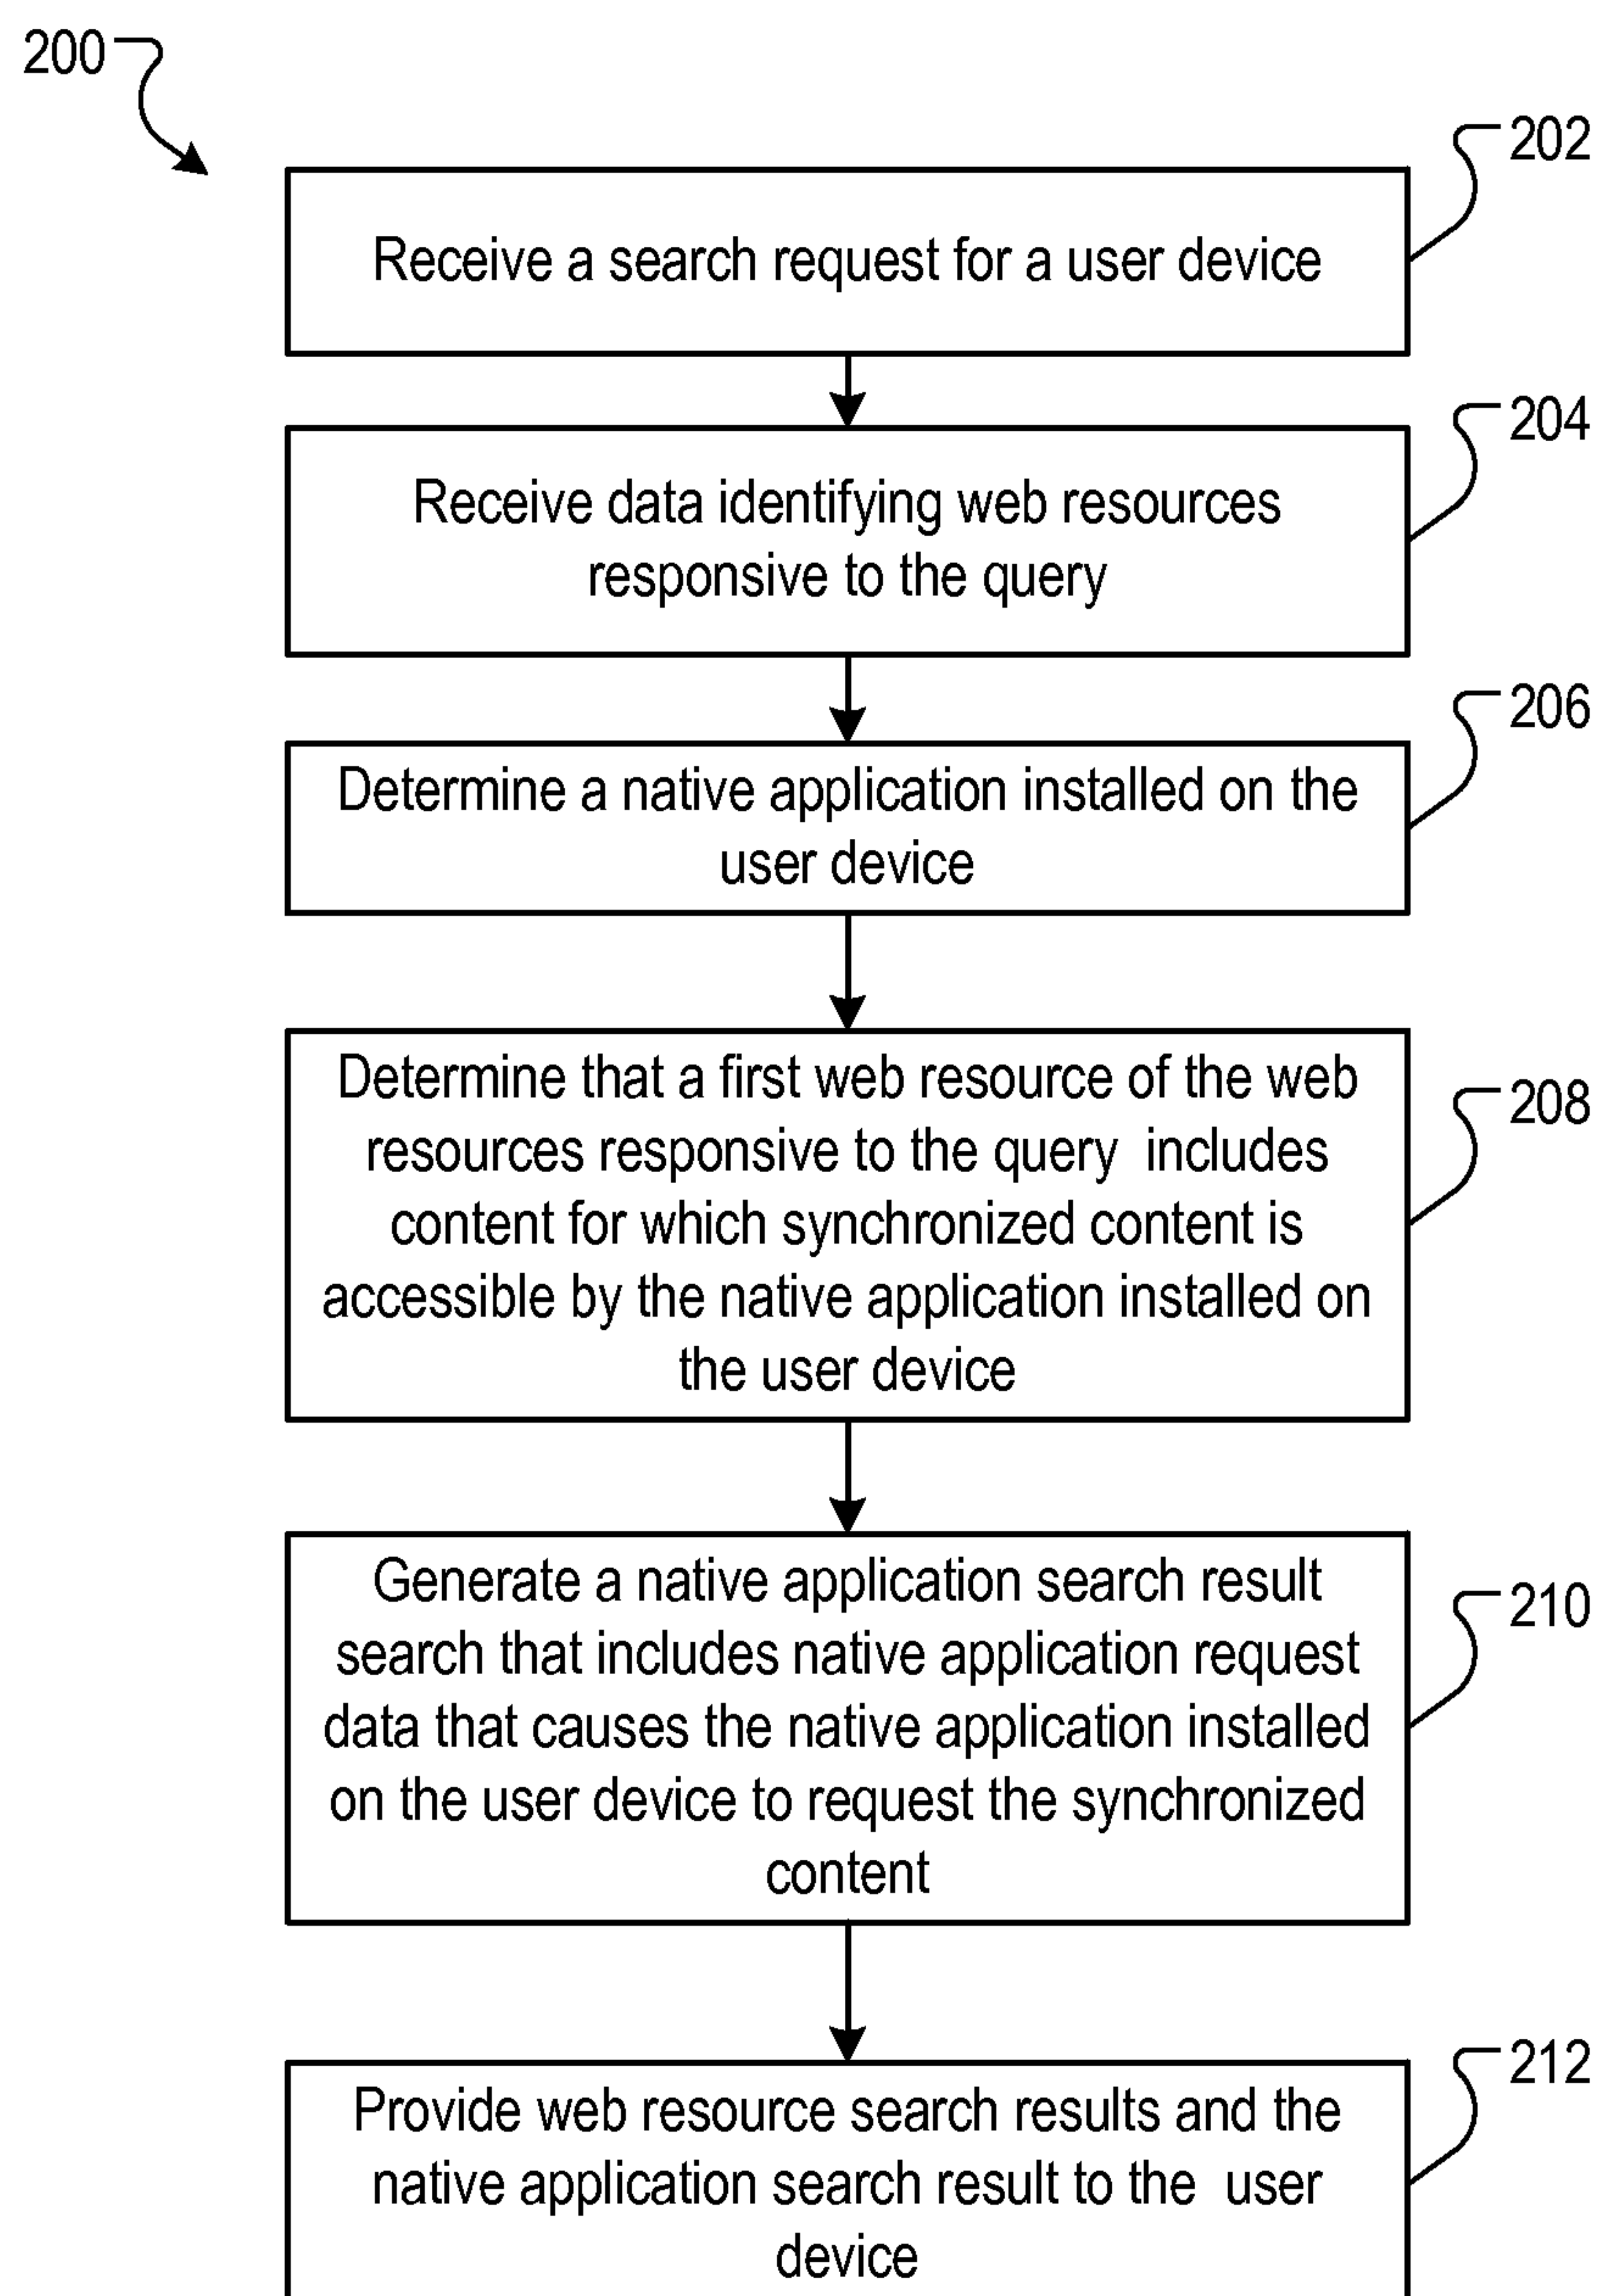 200
202
Receive a search request for a user device
204
Receive data identifying web resources
responsive to the query
206
Determine a native application installed on the
user device
208
Determine that a first web resource of the web
resources responsive to the query  includes
content for which synchronized content is
accessible by the native application installed on
the user device
210
Generate a native application search result
search that includes native application request
data that causes the native application installed
on the user device to request the synchronized
content
212
Provide web resource search results and the
native application search result to the  user
device